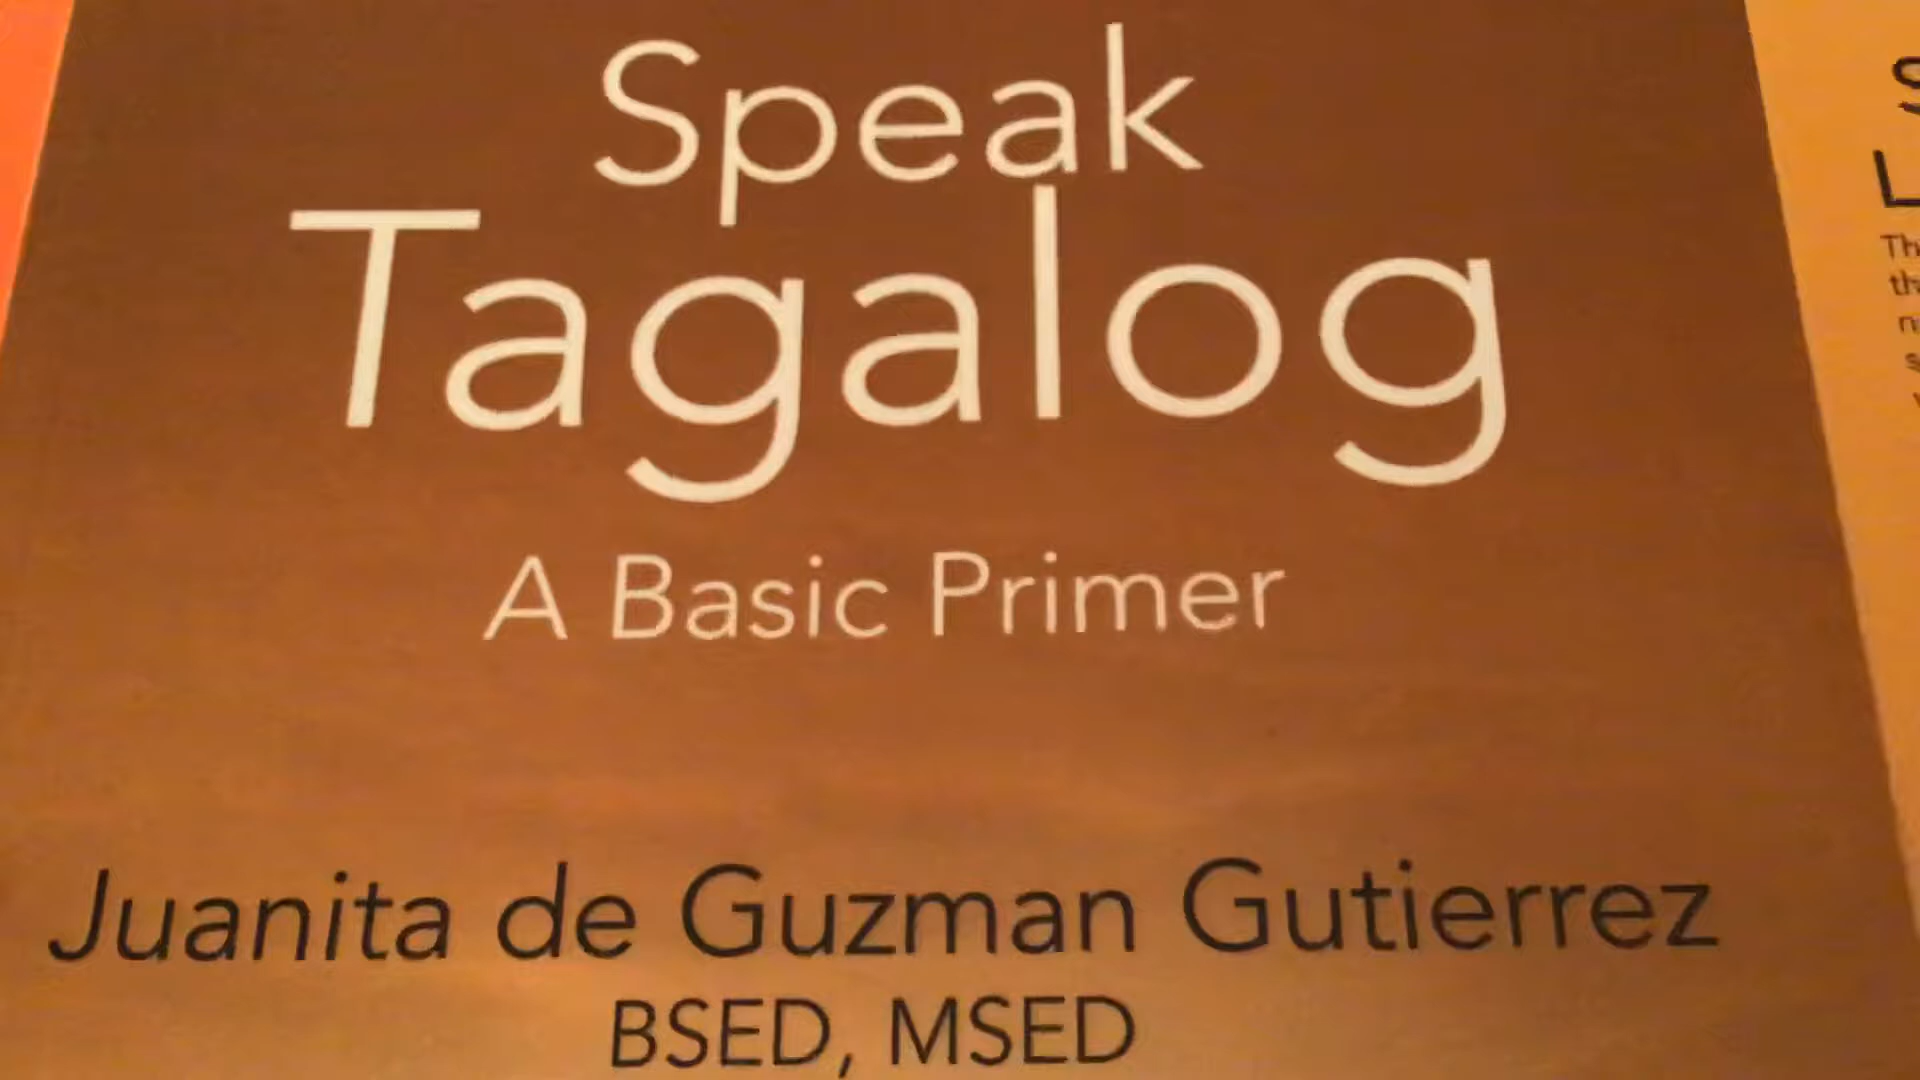 Speak
Tagalog
A Basic Primer
Juanita de Guzman Gutierrez
BSED, MSED